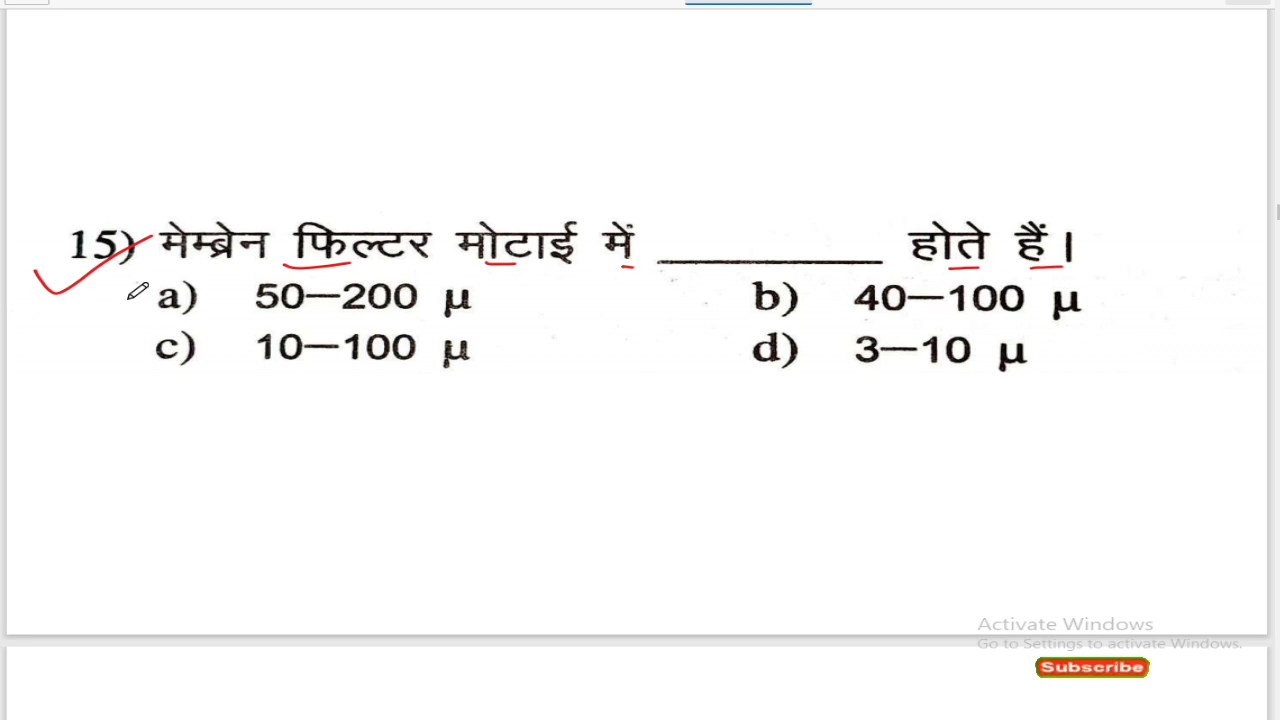 15) मेम्ब्रेन फिल्टर मोटाई में ____________ होते हैं।
a) 50—200 µ b) 40—100 µ
c) 10—100 µ d) 3—10 µ
Activate Windows
Go to Settings to activate Windows.
Subscribe